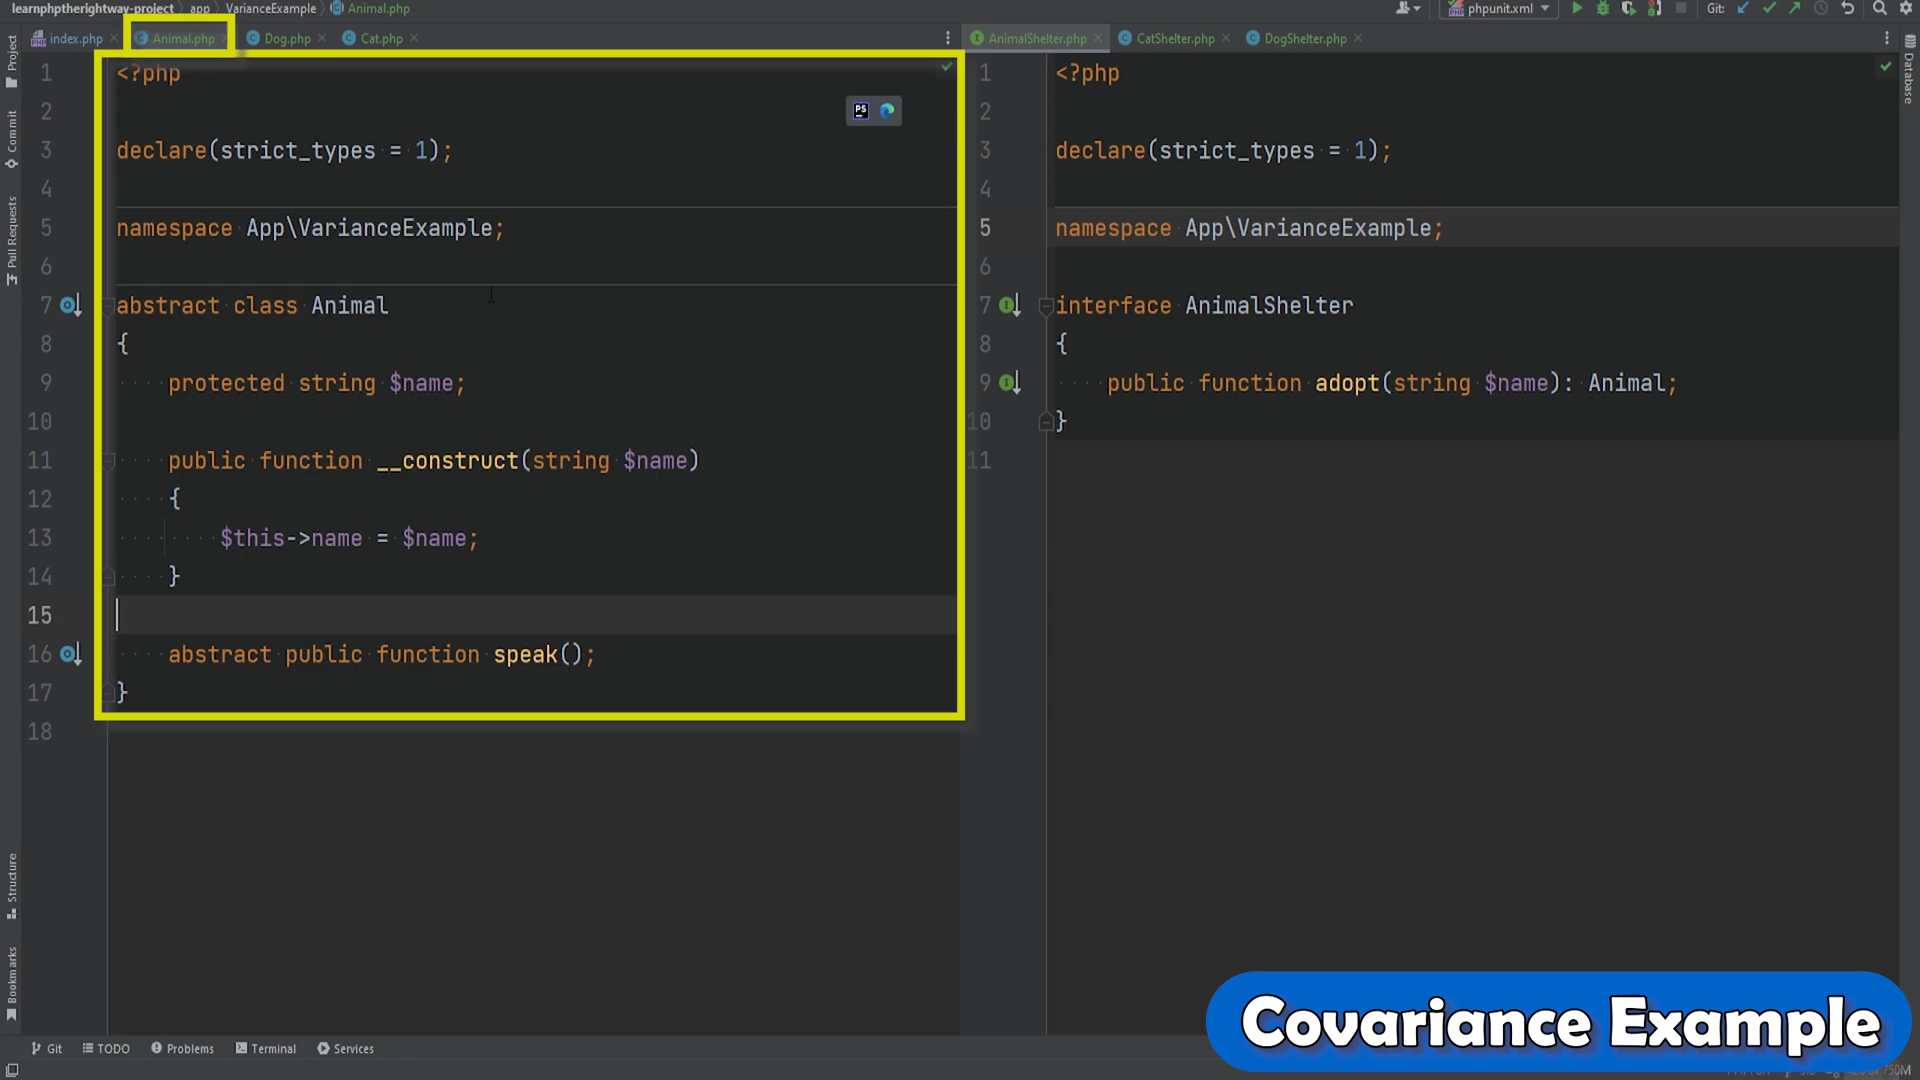 learnphptherightway-project app VarianceExample Animal.php
phpunit.xml Git:
index.php Animal.php Dog.php Cat.php
AnimalShelter.php CatShelter.php DogShelter.php
Project
Commit
Pull Requests
Structure
Bookmarks
1 <?php
2
3 declare(strict_types = 1);
4
5 namespace App\VarianceExample;
6
7 abstract class Animal
8 {
9 protected string $name;
10
11 public function __construct(string $name)
12 {
13 $this->name = $name;
14 }
15
16 abstract public function speak();
17 }
18
PS
1 <?php
2
3 declare(strict_types = 1);
4
5 namespace App\VarianceExample;
6
7 interface AnimalShelter
8 {
9 public function adopt(string $name): Animal;
10 }
11
Database
Covariance Example
Git TODO Problems Terminal Services